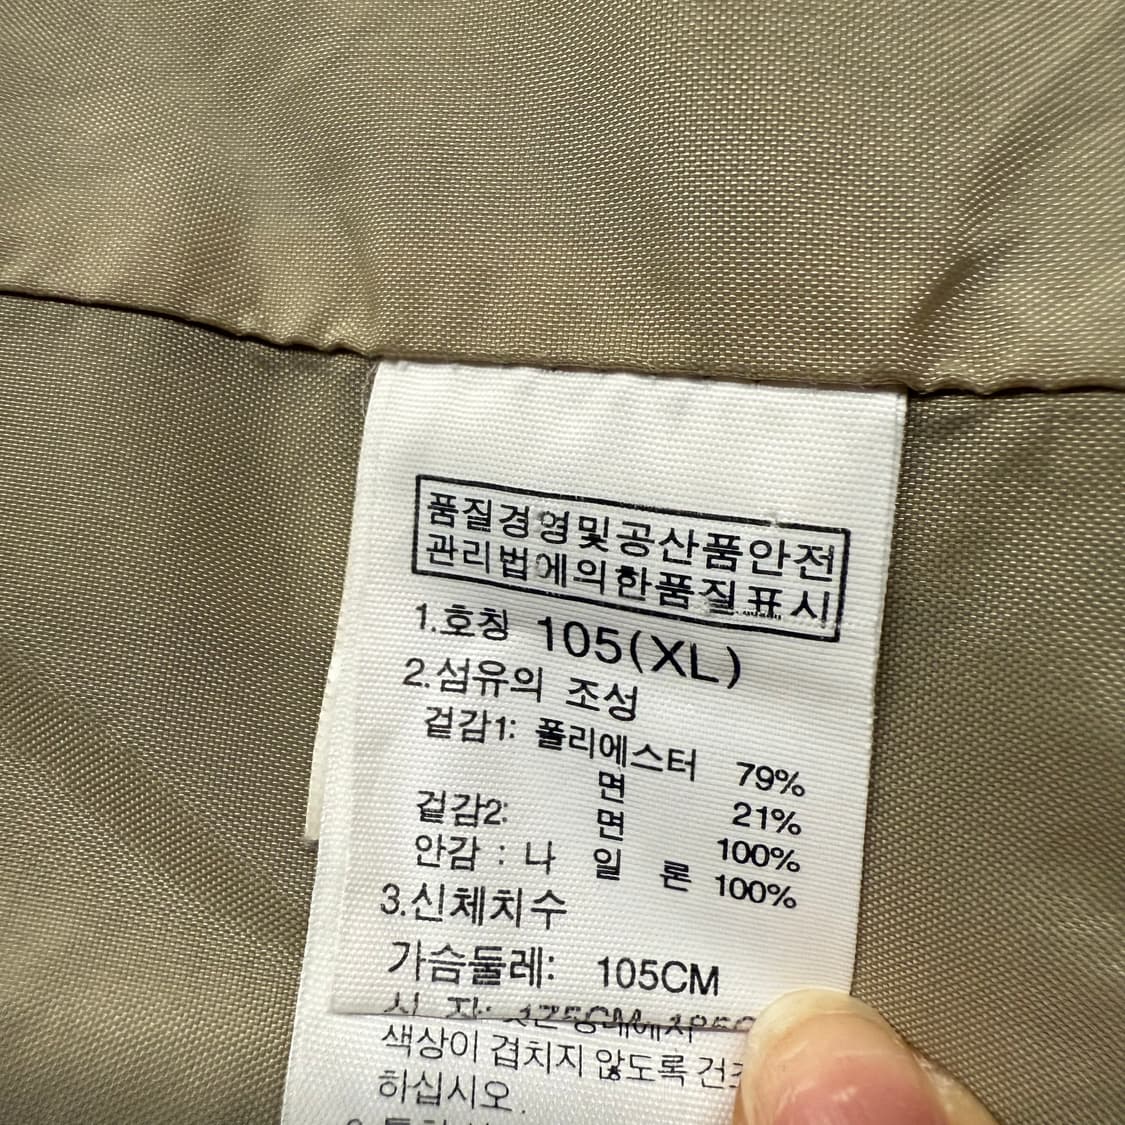 품질경영및공산품안전
관리법에의한품질표시
1.호칭 105(XL)
2.섬유의 조성
겉감1: 폴리에스터 79%
면 21%
겉감2: 면 100%
안감 : 나 일 론 100%
3.신체치수
가슴둘레: 105CM
색상이 겹치지 않도록 건조
하십시오.